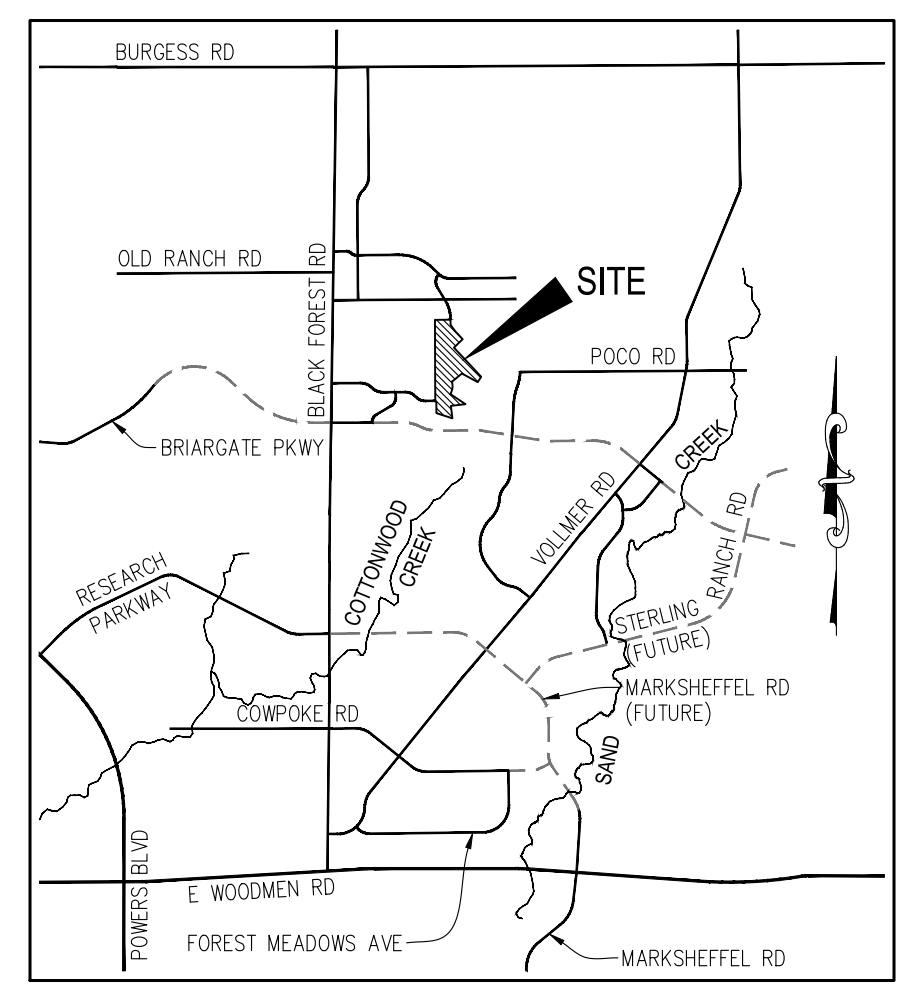 BURGESS RD
OLD RANCH RD
BLACK FOREST RD
SITE
POCO RD
BRIARGATE PKWY
CREEK
VOLLMER RD
COTTONWOOD
CREEK
RANCH RD
RESEARCH
PARKWAY
STERLING
(FUTURE)
MARKSHEFFEL RD
(FUTURE)
COWPOKE RD
SAND
POWERS BLVD
E WOODMEN RD
FOREST MEADOWS AVE
MARKSHEFFEL RD